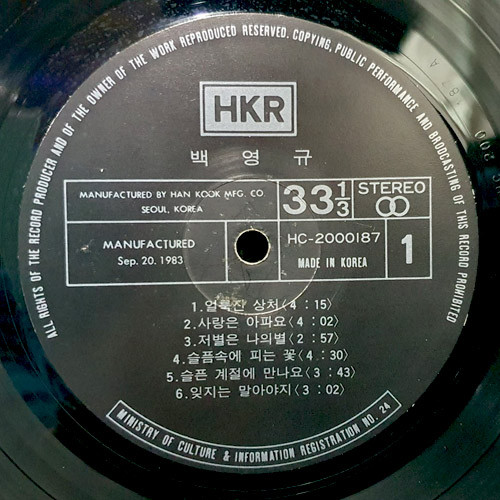 ALL RIGHTS OF THE RECORD PRODUCER AND OF THE OWNER OF THE WORK REPRODUCED RESERVED. COPYING, PUBLIC PERFORMANCE AND BROADCASTING OF THIS RECORD PROHIBITED
HKR
백 영 규
MANUFACTURED BY HAN KOOK MFG. CO
SEOUL, KOREA
33 1/3
STEREO
MANUFACTURED
Sep. 20. 1983
HC-2000187
MADE IN KOREA
1
1.얼룩진 상처〈4 : 15〉
2.사랑은 아파요〈4 : 02〉
3.저별은 나의별〈2 : 57〉
4.슬픔속에 피는 꽃〈4 : 30〉
5.슬픈 계절에 만나요〈3 : 43〉
6.잊지는 말아야지〈3 : 02〉
MINISTRY OF CULTURE & INFORMATION REGISTRATION NO. 24